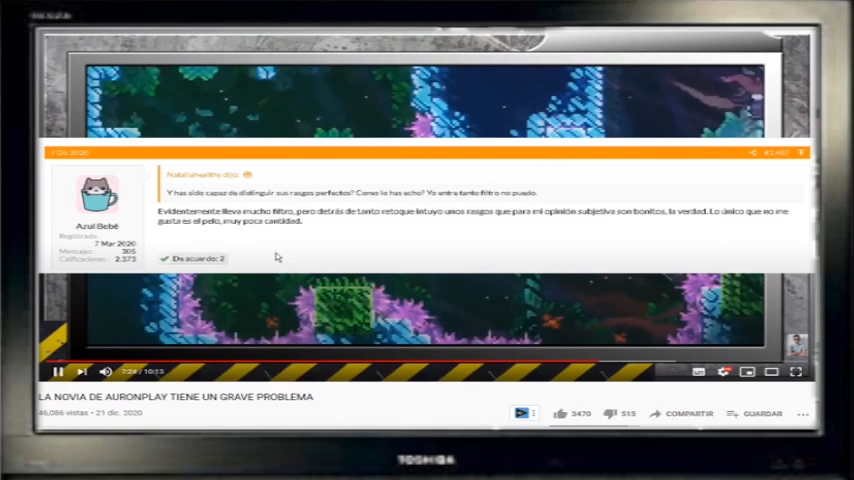 7 Dic 2020
#1,487
Nataliahealthy dijo:
Y has sido capaz de distinguir sus rasgos perfectos? Como lo has echo? Yo entre tanto filtro no puedo.
Azul Bebé
Registrado:
7 Mar 2020
Mensajes: 305
Calificaciones: 2,373
Evidentemente lleva mucho filtro, pero detrás de tanto retoque intuyo unos rasgos que para mi opinión subjetiva son bonitos, la verdad. Lo único que no me
gusta es el pelo, muy poca cantidad.
De acuerdo: 2
7:24 / 10:13
LA NOVIA DE AURONPLAY TIENE UN GRAVE PROBLEMA
46,086 vistas • 21 dic. 2020
3470
515
COMPARTIR
GUARDAR
TOSHIBA